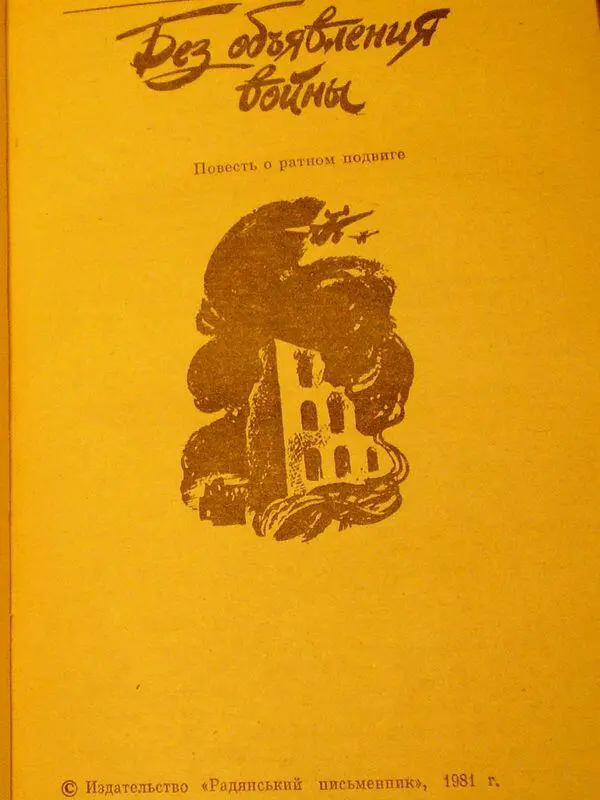 Без объявления
войны
Повесть о ратном подвиге
© Издательство «Радянський письменник», 1981 г.